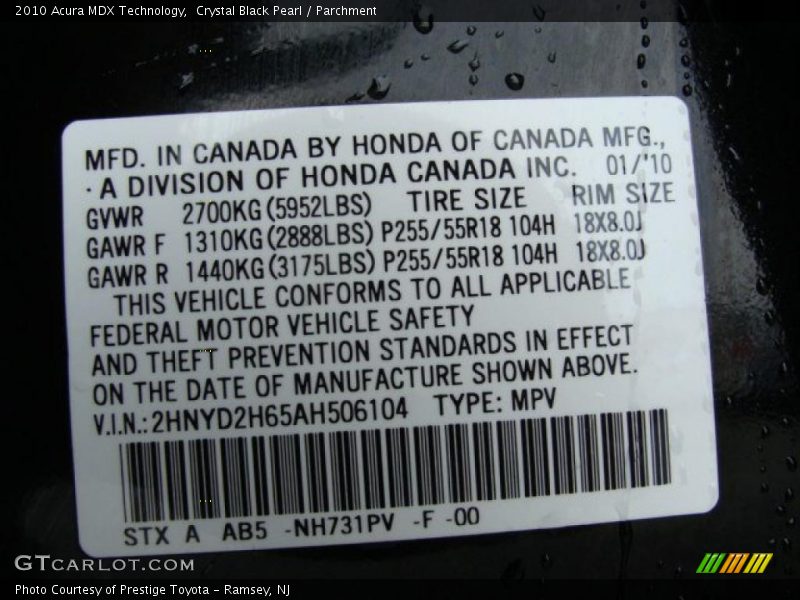 2010 Acura MDX Technology,  Crystal Black Pearl / Parchment
MFD. IN CANADA BY HONDA OF CANADA MFG.,
. A DIVISION OF HONDA CANADA INC. 01/'10
GVWR 2700KG(5952LBS) TIRE SIZE RIM SIZE
GAWR F 1310KG(2888LBS) P255/55R18 104H 18X8.0J
GAWR R 1440KG(3175LBS) P255/55R18 104H 18X8.0J
THIS VEHICLE CONFORMS TO ALL APPLICABLE
FEDERAL MOTOR VEHICLE SAFETY
AND THEFT PREVENTION STANDARDS IN EFFECT
ON THE DATE OF MANUFACTURE SHOWN ABOVE.
V.I.N.:2HNYD2H65AH506104 TYPE: MPV
STX A AB5 -NH731PV -F -00
GTCARLOT.COM
Photo Courtesy of Prestige Toyota - Ramsey, NJ